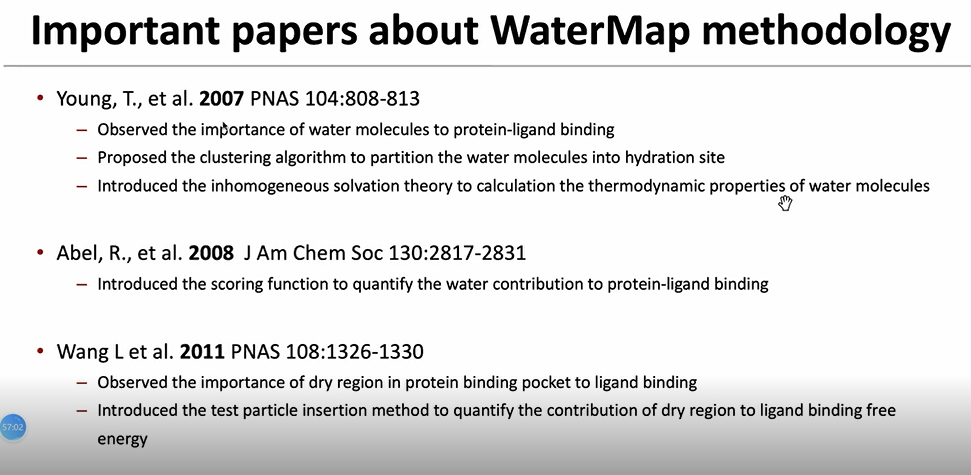 Important papers about WaterMap methodology
• Young, T., et al. 2007 PNAS 104:808-813
– Observed the importance of water molecules to protein-ligand binding
– Proposed the clustering algorithm to partition the water molecules into hydration site
– Introduced the inhomogeneous solvation theory to calculation the thermodynamic properties of water molecules
• Abel, R., et al. 2008 J Am Chem Soc 130:2817-2831
– Introduced the scoring function to quantify the water contribution to protein-ligand binding
• Wang L et al. 2011 PNAS 108:1326-1330
– Observed the importance of dry region in protein binding pocket to ligand binding
– Introduced the test particle insertion method to quantify the contribution of dry region to ligand binding free
energy
57:02